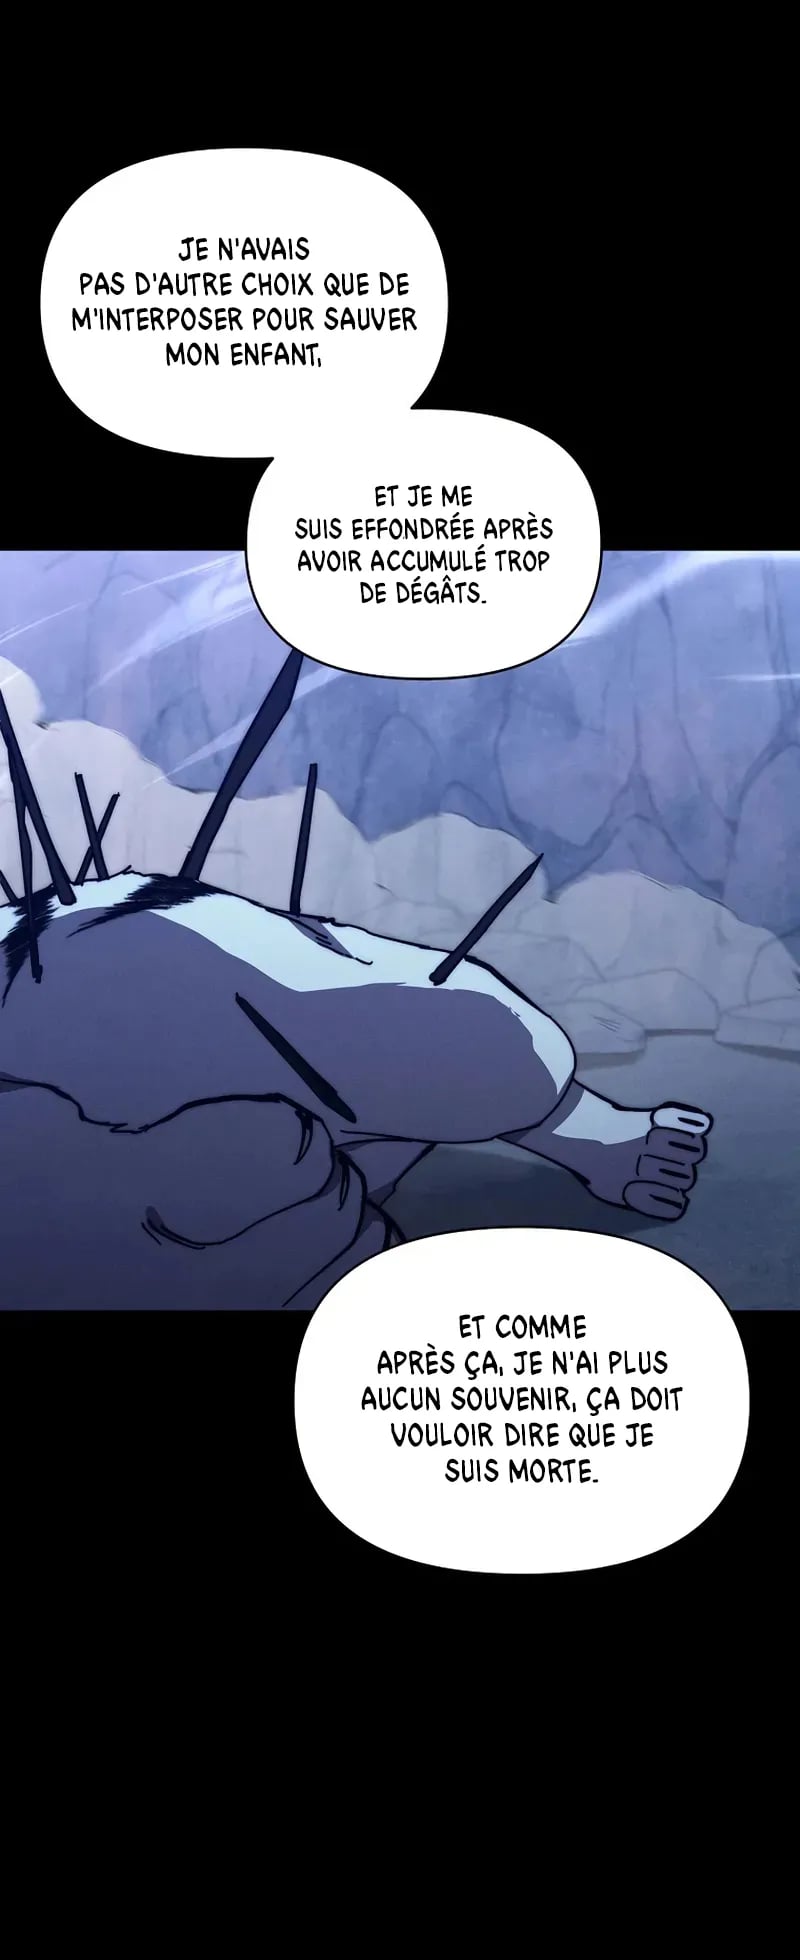 JE N'AVAIS
PAS D'AUTRE CHOIX QUE DE
M'INTERPOSER POUR SAUVER
MON ENFANT,
ET JE ME
SUIS EFFONDRÉE APRÈS
AVOIR ACCUMULÉ TROP
DE DÉGÂTS.
ET COMME
APRÈS ÇA, JE N'AI PLUS
AUCUN SOUVENIR, ÇA DOIT
VOULOIR DIRE QUE JE
SUIS MORTE.